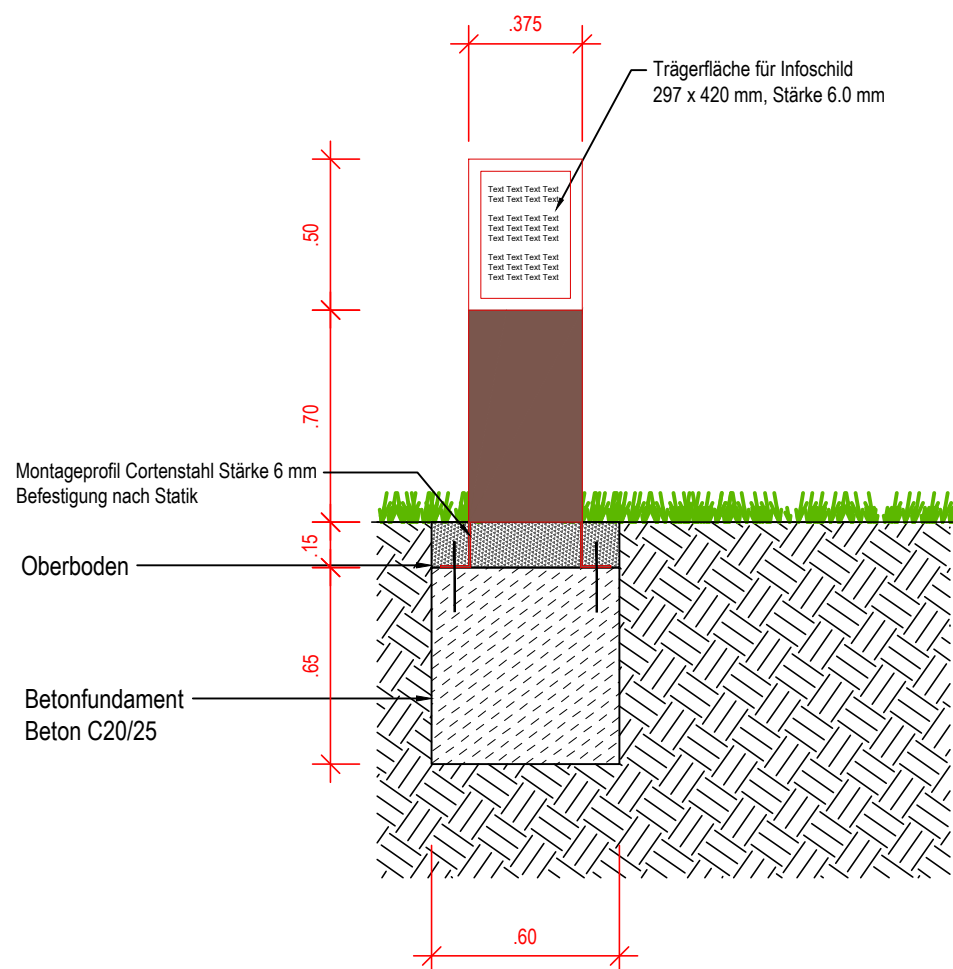 .375
Trägerfläche für Infoschild
297 x 420 mm, Stärke 6.0 mm
Text Text Text Text
Text Text Text Text
Text Text Text Text
Text Text Text Text
Text Text Text Text
Text Text Text Text
Text Text Text Text
Text Text Text Text
.50
.70
Montageprofil Cortenstahl Stärke 6 mm
Befestigung nach Statik
.15
Oberboden
.65
Betonfundament
Beton C20/25
.60